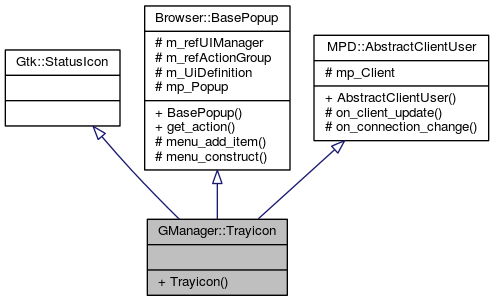 Gtk::StatusIcon
Browser::BasePopup
# m_refUIManager
# m_refActionGroup
# m_UiDefinition
# mp_Popup
+ BasePopup()
+ get_action()
# menu_add_item()
# menu_construct()
MPD::AbstractClientUser
# mp_Client
+ AbstractClientUser()
# on_client_update()
# on_connection_change()
GManager::Trayicon
+ Trayicon()